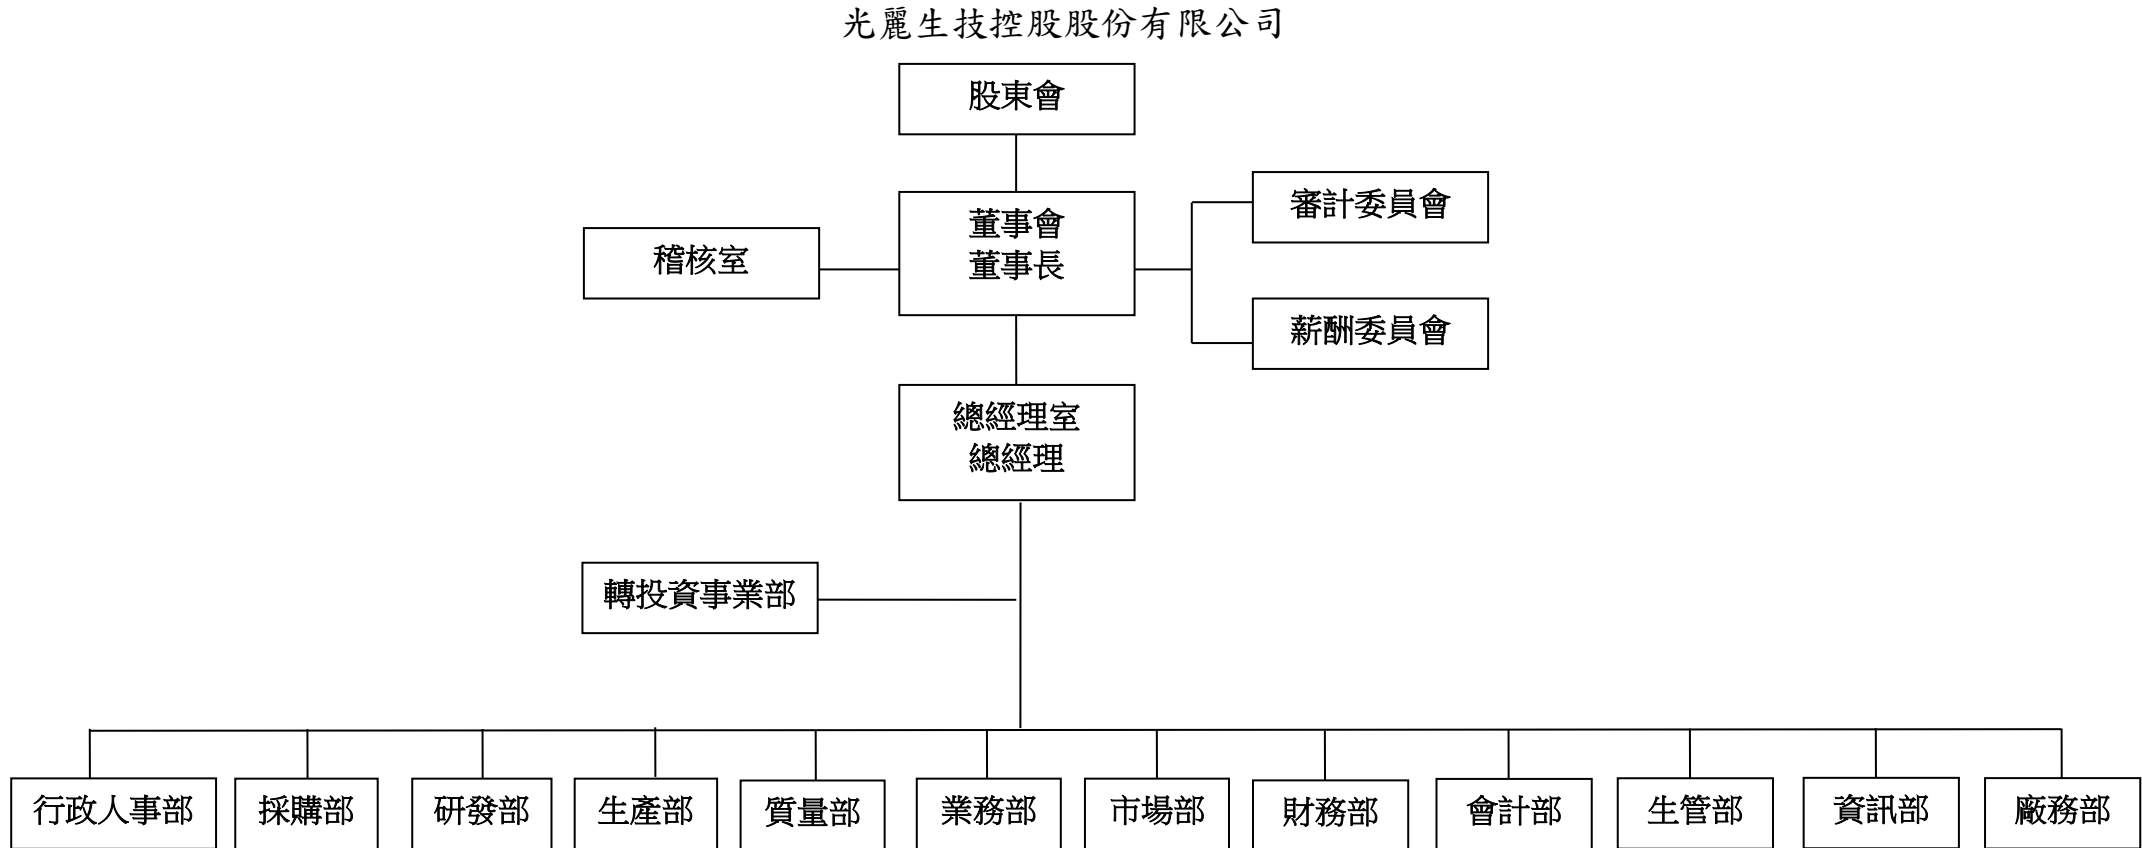 光麗生技控股股份有限公司
股東會
董事會
董事長
稽核室
審計委員會
薪酬委員會
總經理室
總經理
轉投資事業部
行政人事部
採購部
研發部
生產部
質量部
業務部
市場部
財務部
會計部
生管部
資訊部
廠務部